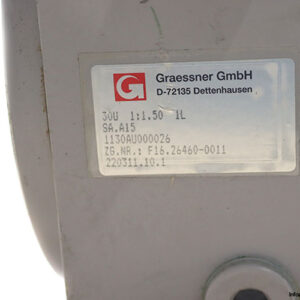 G Graessner GmbH
D-72135 Dettenhausen
30U 1:1.50 1L
SA.A15
1130AU000026
ZG.NR.: F16.26460-0011
220311.10.1